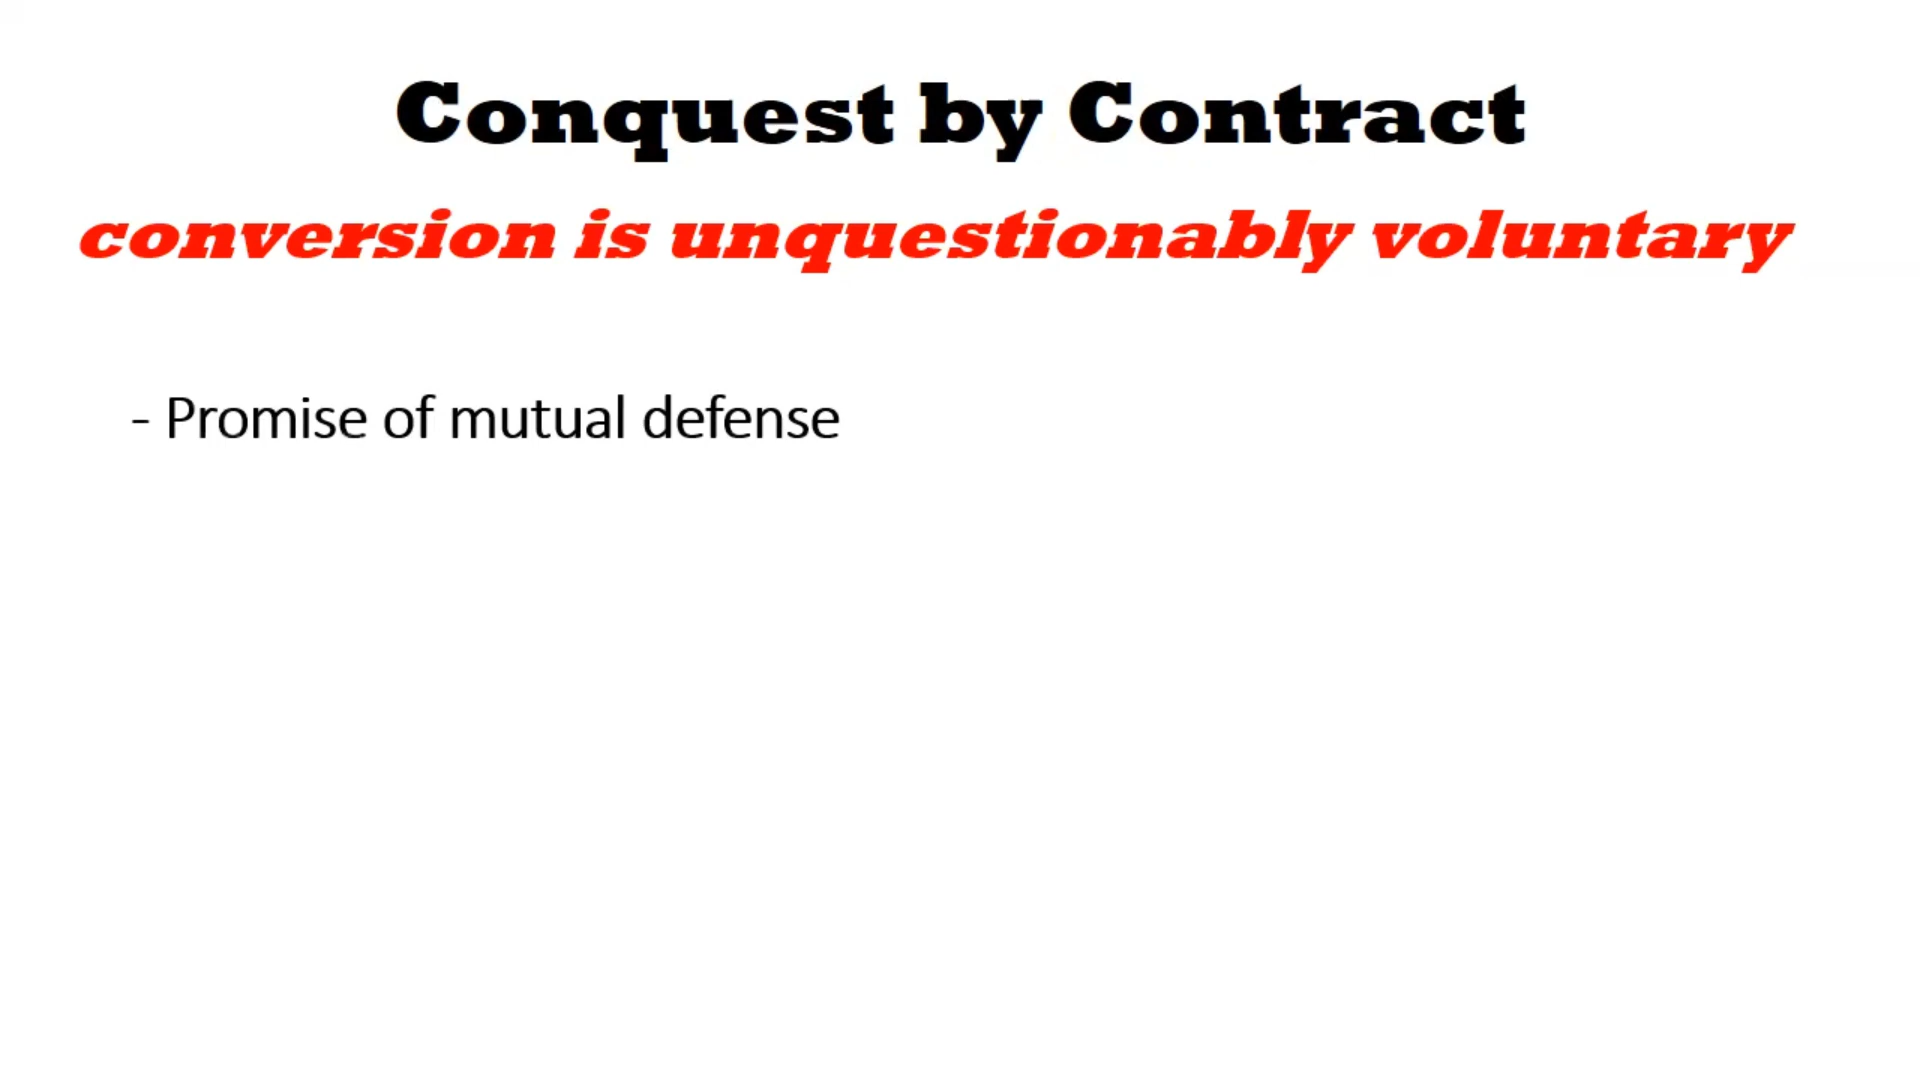 Conquest by Contract
conversion is unquestionably voluntary
- Promise of mutual defense